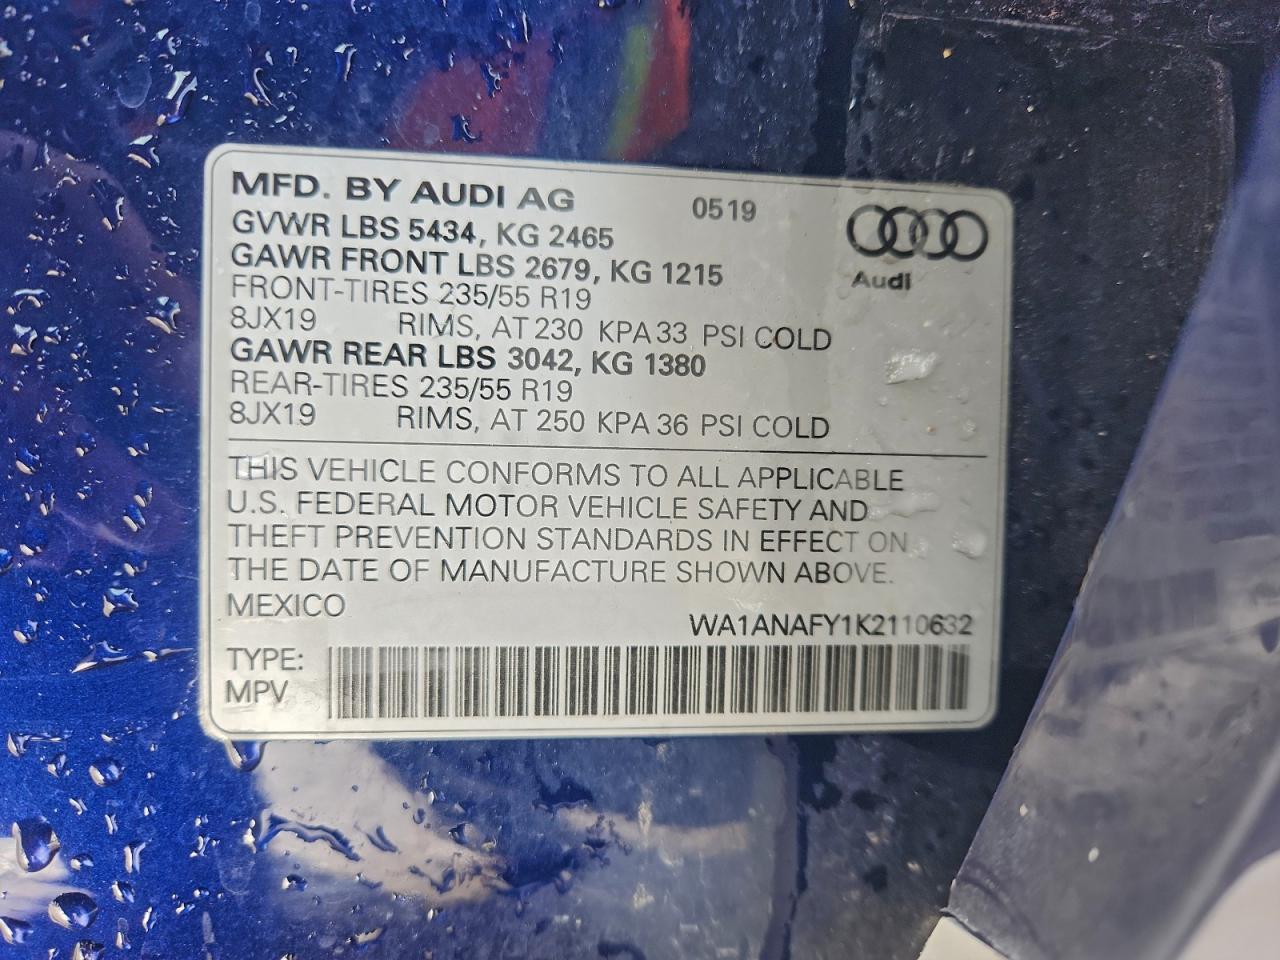 MFD. BY AUDI AG 0519
GVWR LBS 5434, KG 2465
GAWR FRONT LBS 2679, KG 1215
Audi
FRONT-TIRES 235/55 R19
8JX19 RIMS, AT 230 KPA 33 PSI COLD
GAWR REAR LBS 3042, KG 1380
REAR-TIRES 235/55 R19
8JX19 RIMS, AT 250 KPA 36 PSI COLD
THIS VEHICLE CONFORMS TO ALL APPLICABLE
U.S. FEDERAL MOTOR VEHICLE SAFETY AND
THEFT PREVENTION STANDARDS IN EFFECT ON
THE DATE OF MANUFACTURE SHOWN ABOVE.
MEXICO WA1ANAFY1K2110632
TYPE:
MPV